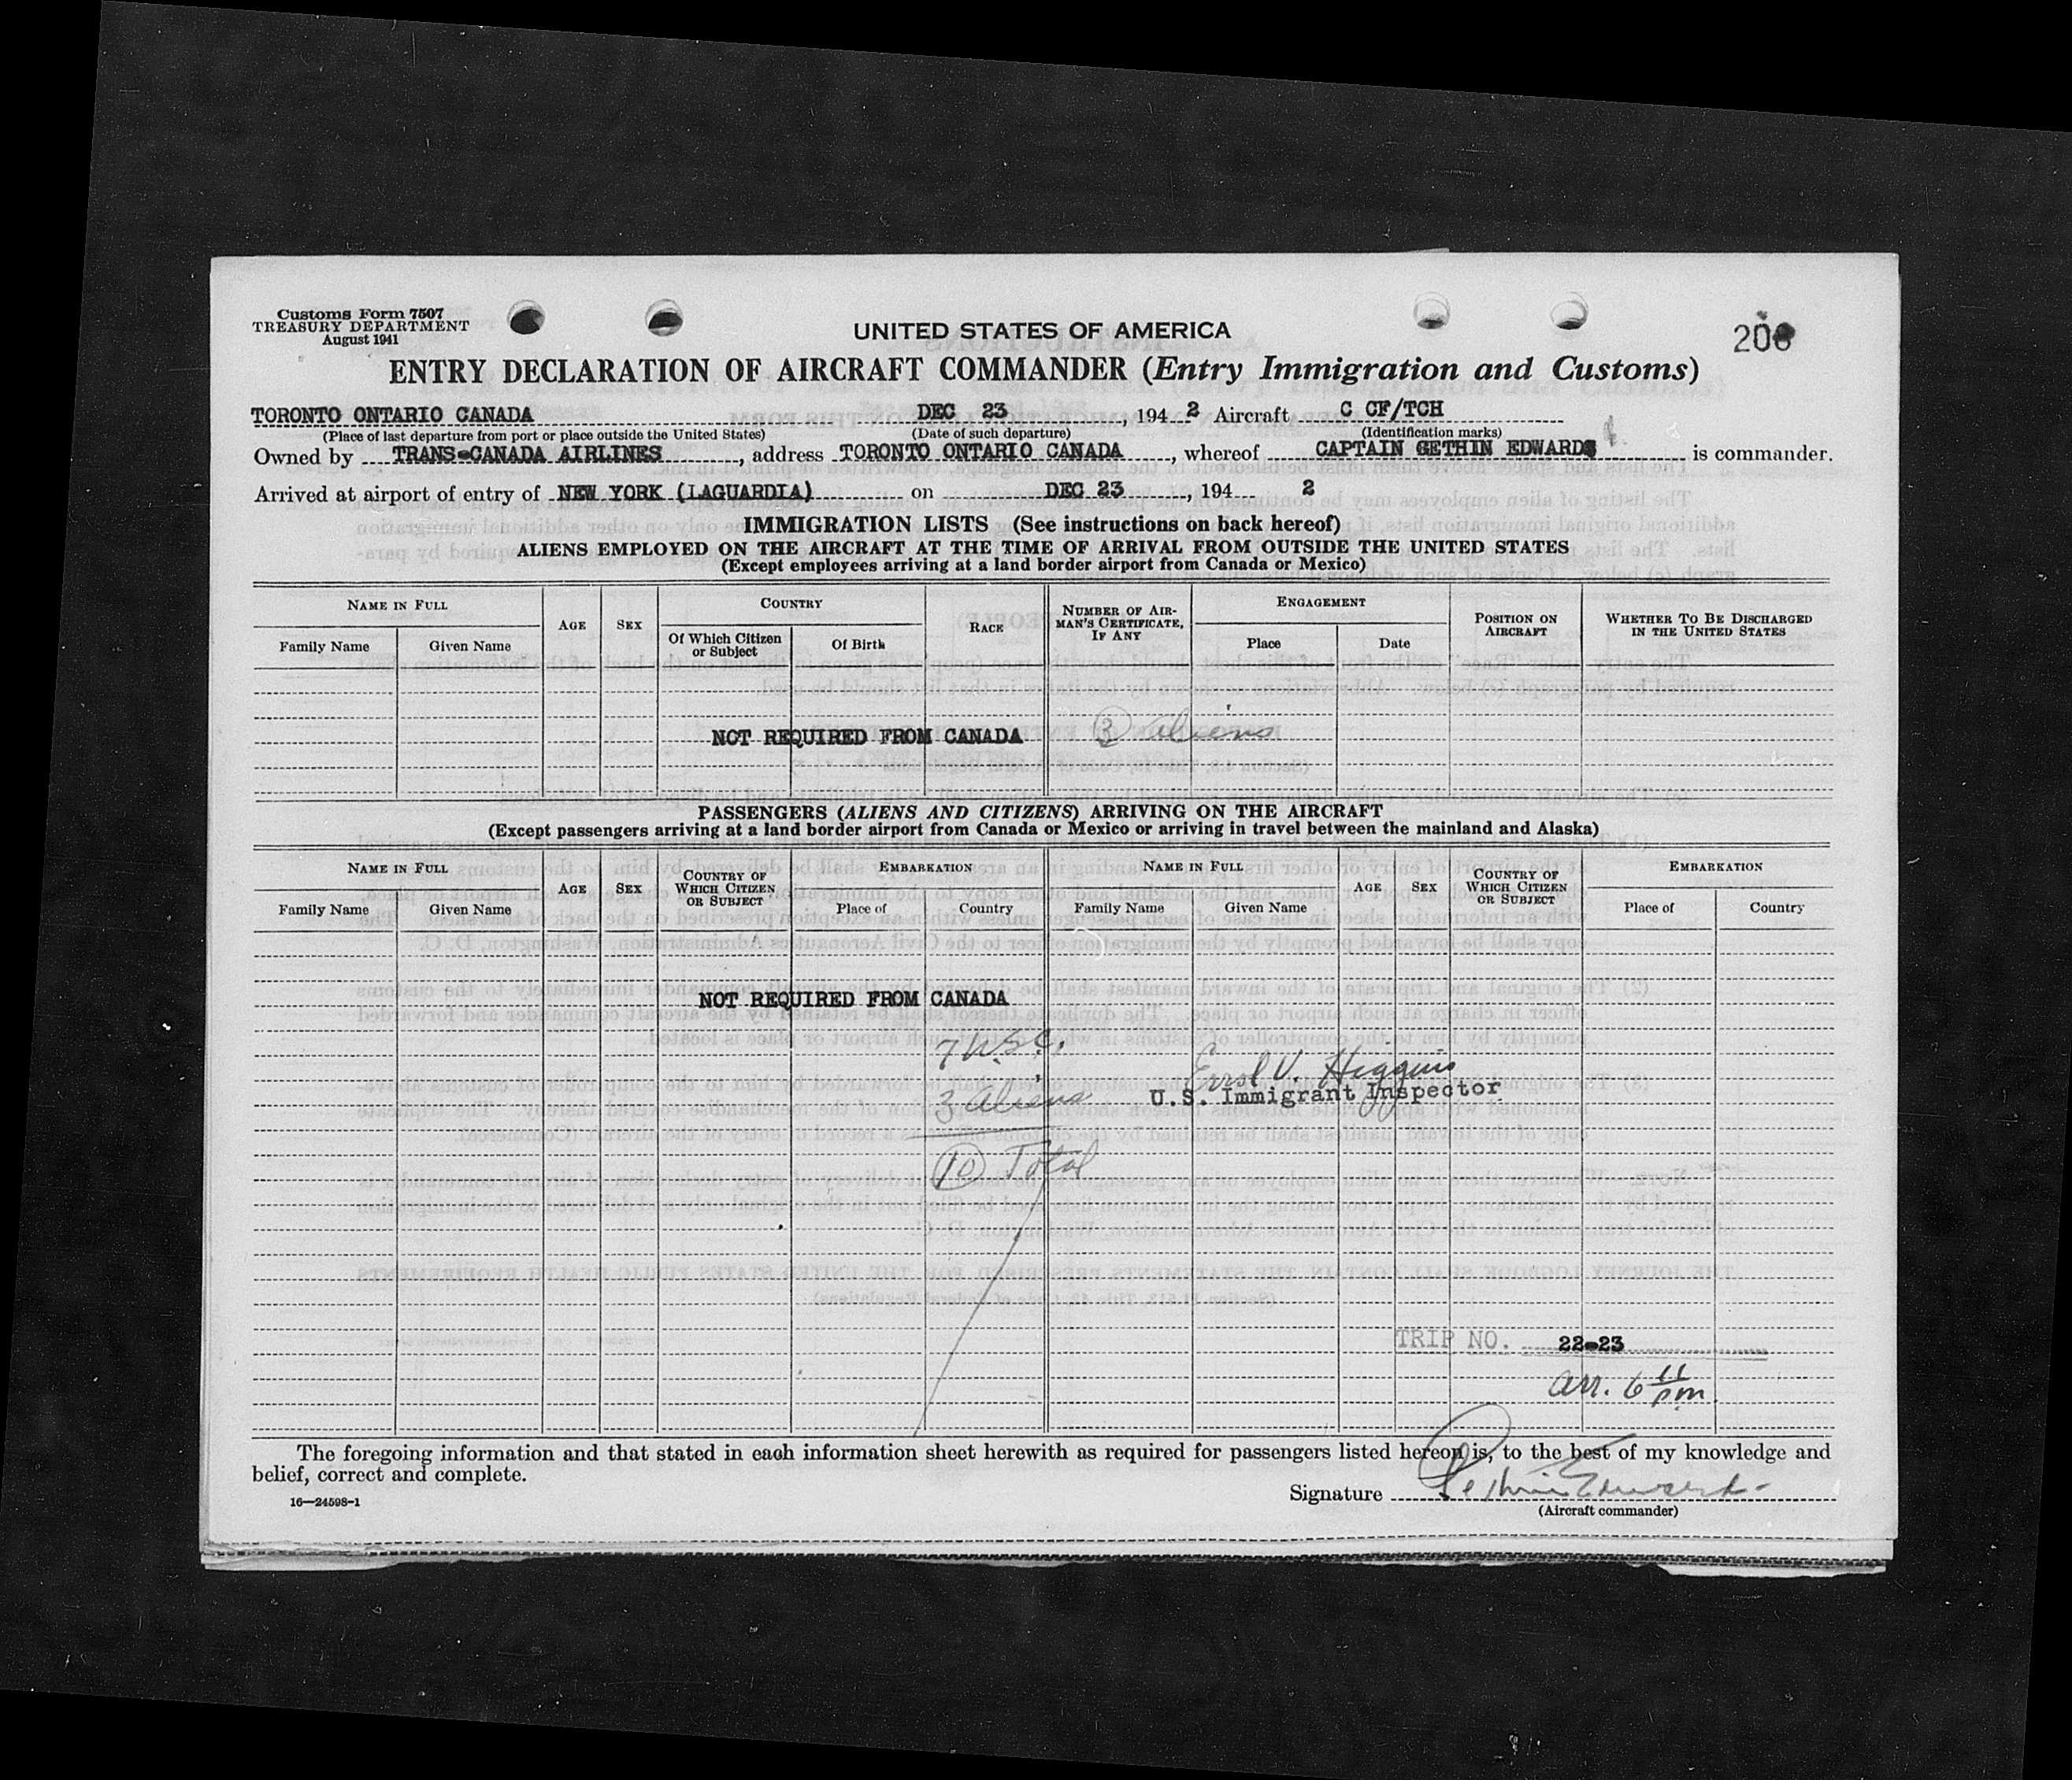 Customs Form 7507
TREASURY DEPARTMENT
August 1941
UNITED STATES OF AMERICA
ENTRY DECLARATION OF AIRCRAFT COMMANDER (Entry Immigration and Customs)
TORONTO ONTARIO CANADA DEC 23, 194 2 Aircraft C CF/TCH
(Place of last departure from port or place outside the United States) (Date of such departure) (Identification marks)
Owned by TRANS-CANADA AIRLINES, address TORONTO ONTARIO CANADA, whereof CAPTAIN GETHIN EDWARDS is commander.
Arrived at airport of entry of NEW YORK (LAGUARDIA) on DEC 23, 194 2
IMMIGRATION LISTS (See instructions on back hereof)
ALIENS EMPLOYED ON THE AIRCRAFT AT THE TIME OF ARRIVAL FROM OUTSIDE THE UNITED STATES
(Except employees arriving at a land border airport from Canada or Mexico)
NAME IN FULL
Family Name Given Name
AGE
SEX
COUNTRY
Of Which Citizen or Subject
Of Birth
RACE
NUMBER OF AIR-
MAN'S CERTIFICATE,
IF ANY
ENGAGEMENT
Place Date
POSITION ON
AIRCRAFT
WHETHER TO BE DISCHARGED
IN THE UNITED STATES
NOT REQUIRED FROM CANADA 3 aliens
PASSENGERS (ALIENS AND CITIZENS) ARRIVING ON THE AIRCRAFT
(Except passengers arriving at a land border airport from Canada or Mexico or arriving in travel between the mainland and Alaska)
NAME IN FULL
Family Name Given Name
AGE
SEX
COUNTRY OF
WHICH CITIZEN
OR SUBJECT
EMBARKATION
Place of Country
NAME IN FULL
Family Name Given Name
AGE
SEX
COUNTRY OF
WHICH CITIZEN
OR SUBJECT
EMBARKATION
Place of Country
NOT REQUIRED FROM CANADA
7 U.S.C.
Errol V. Higgins
3 aliens U.S. Immigrant Inspector
10 Total
TRIP NO. 22-23
arr. 6 11 pm
The foregoing information and that stated in each information sheet herewith as required for passengers listed hereon is, to the best of my knowledge and
belief, correct and complete.
16—24598-1
Signature Gethin Edwards
(Aircraft commander)